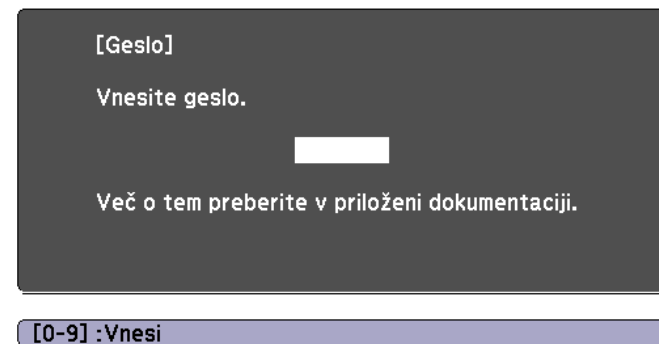 [Geslo]
Vnesite geslo.
Več o tem preberite v priloženi dokumentaciji.
[0-9] :Vnesi